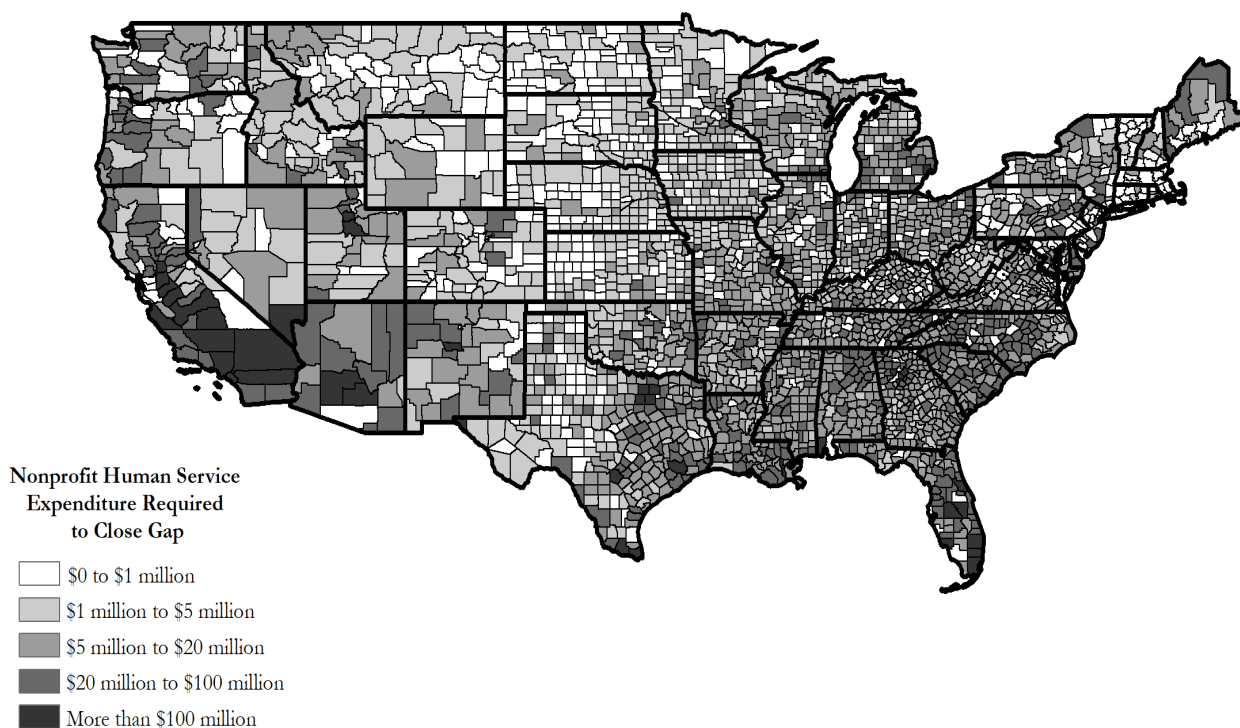 Nonprofit Human Service
Expenditure Required
to Close Gap
$0 to $1 million
$1 million to $5 million
$5 million to $20 million
$20 million to $100 million
More than $100 million